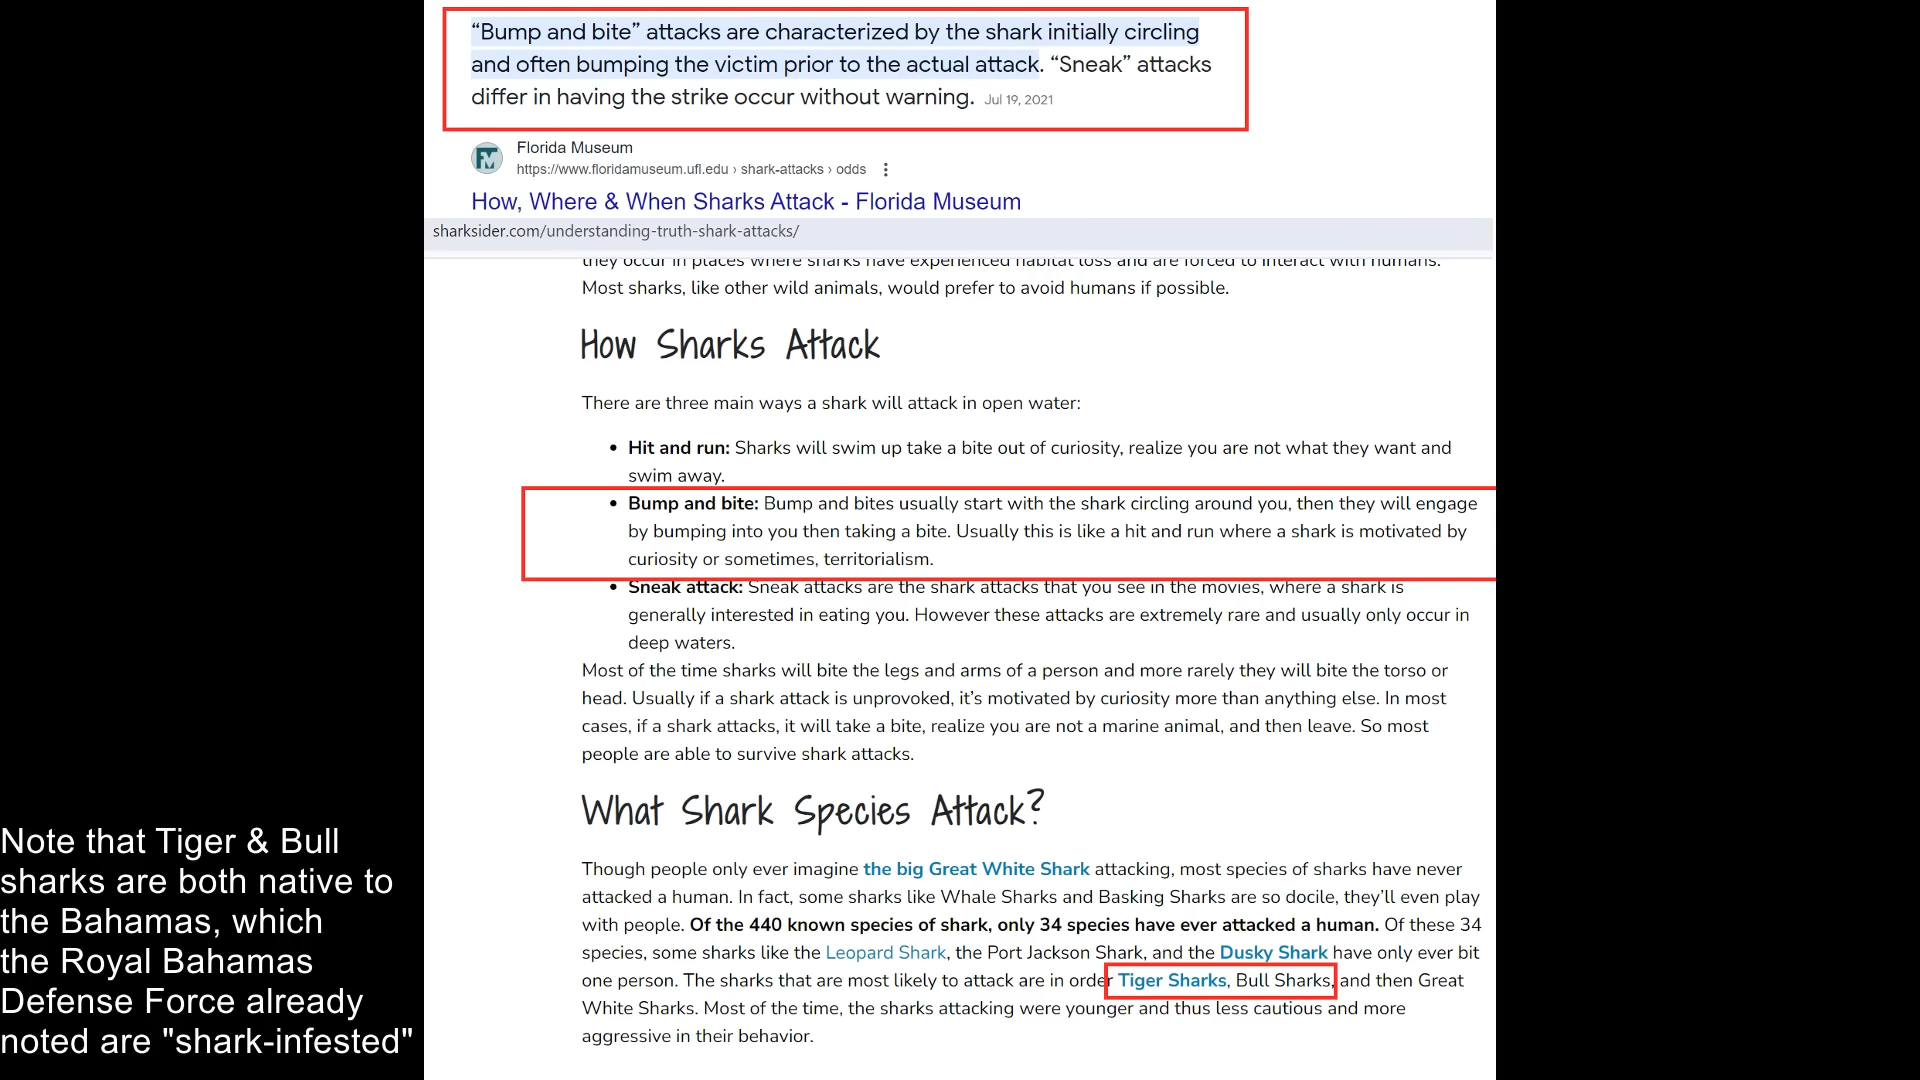 “Bump and bite” attacks are characterized by the shark initially circling
and often bumping the victim prior to the actual attack. “Sneak” attacks
differ in having the strike occur without warning. Jul 19, 2021
Florida Museum
https://www.floridamuseum.ufl.edu › shark-attacks › odds
How, Where & When Sharks Attack - Florida Museum
sharksider.com/understanding-truth-shark-attacks/
they occur in places where sharks have experienced habitat loss and are forced to interact with humans.
Most sharks, like other wild animals, would prefer to avoid humans if possible.
How Sharks Attack
There are three main ways a shark will attack in open water:
• Hit and run: Sharks will swim up take a bite out of curiosity, realize you are not what they want and
swim away.
• Bump and bite: Bump and bites usually start with the shark circling around you, then they will engage
by bumping into you then taking a bite. Usually this is like a hit and run where a shark is motivated by
curiosity or sometimes, territorialism.
• Sneak attack: Sneak attacks are the shark attacks that you see in the movies, where a shark is
generally interested in eating you. However these attacks are extremely rare and usually only occur in
deep waters.
Most of the time sharks will bite the legs and arms of a person and more rarely they will bite the torso or
head. Usually if a shark attack is unprovoked, it’s motivated by curiosity more than anything else. In most
cases, if a shark attacks, it will take a bite, realize you are not a marine animal, and then leave. So most
people are able to survive shark attacks.
What Shark Species Attack?
Though people only ever imagine the big Great White Shark attacking, most species of sharks have never
attacked a human. In fact, some sharks like Whale Sharks and Basking Sharks are so docile, they’ll even play
with people. Of the 440 known species of shark, only 34 species have ever attacked a human. Of these 34
species, some sharks like the Leopard Shark, the Port Jackson Shark, and the Dusky Shark have only ever bit
one person. The sharks that are most likely to attack are in order Tiger Sharks, Bull Sharks, and then Great
White Sharks. Most of the time, the sharks attacking were younger and thus less cautious and more
aggressive in their behavior.
Note that Tiger & Bull
sharks are both native to
the Bahamas, which
the Royal Bahamas
Defense Force already
noted are "shark-infested"